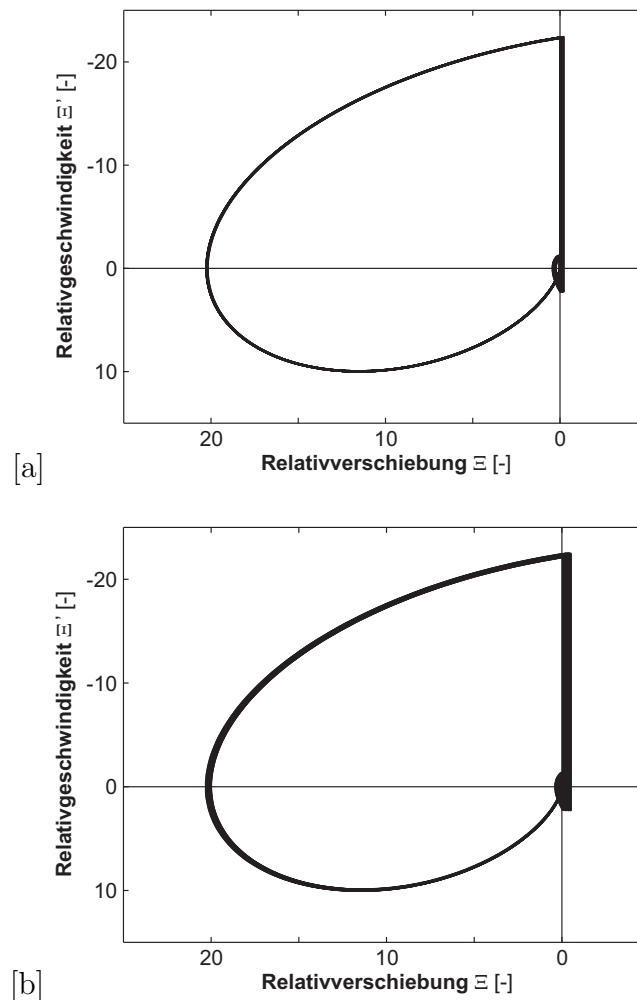 -20
-10
0
10
Relativgeschwindigkeit Ξ' [-]
20
10
0
Relativverschiebung Ξ [-]
[a]
-20
-10
0
10
Relativgeschwindigkeit Ξ' [-]
20
10
0
Relativverschiebung Ξ [-]
[b]